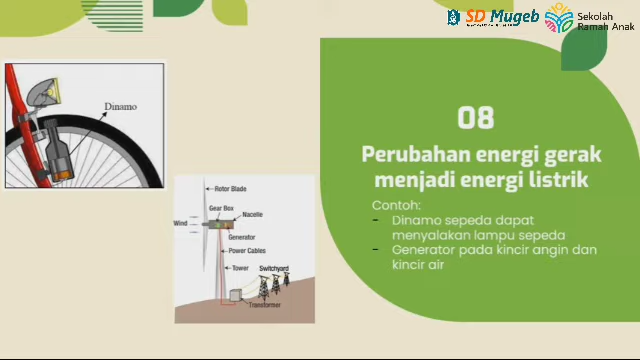 SD Mugeb
Sekolah
Ramah Anak
Dinamo
08
Perubahan energi gerak
menjadi energi listrik
Contoh:
- Dinamo sepeda dapat
menyalakan lampu sepeda
- Generator pada kincir angin dan
kincir air
Rotor Blade
Gear Box
Nacelle
Wind
Generator
Power Cables
Tower
Switchyard
Transformer